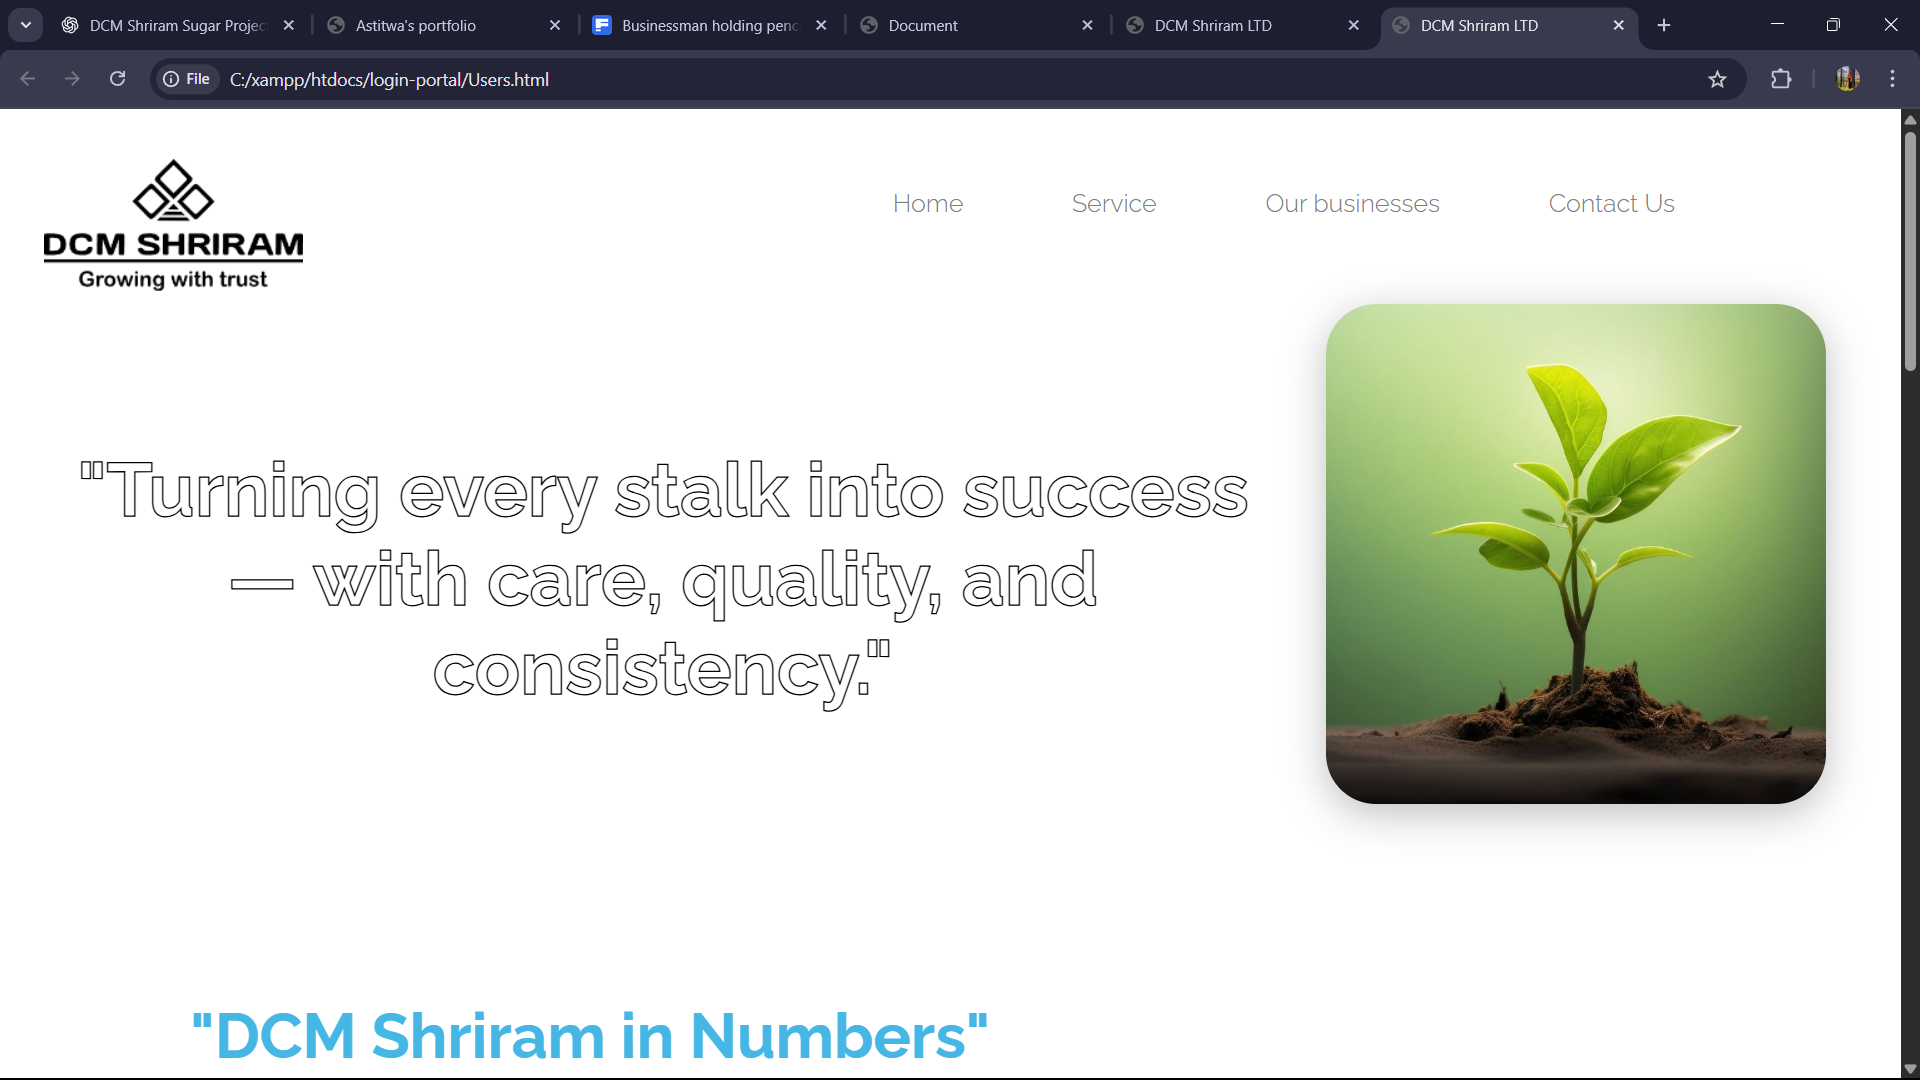 DCM Shriram Sugar Projec
Astitwa's portfolio
Businessman holding penc
Document
DCM Shriram LTD
DCM Shriram LTD
File
C:/xampp/htdocs/login-portal/Users.html
DCM SHRIRAM
Growing with trust
Home
Service
Our businesses
Contact Us
"Turning every stalk into success
— with care, quality, and
consistency."
"DCM Shriram in Numbers"